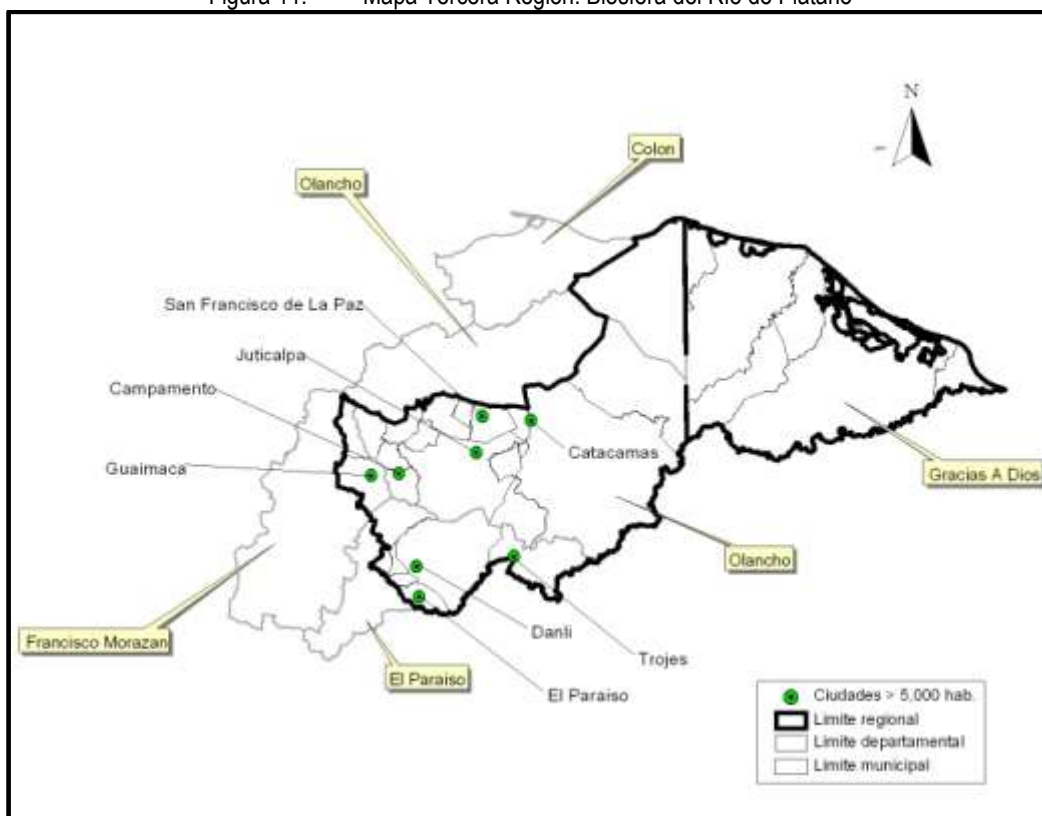 Figura 11. Mapa Tercera Región: Biosfera del Río de Plátano
N
Colon
Olancho
San Francisco de La Paz
Juticalpa
Campamento
Guaimaca
Catacamas
Gracias A Dios
Olancho
Danli
Trojes
Francisco Morazan
El Paraiso
El Paraiso
Ciudades > 5,000 hab.
Limite regional
Limite departamental
Limite municipal